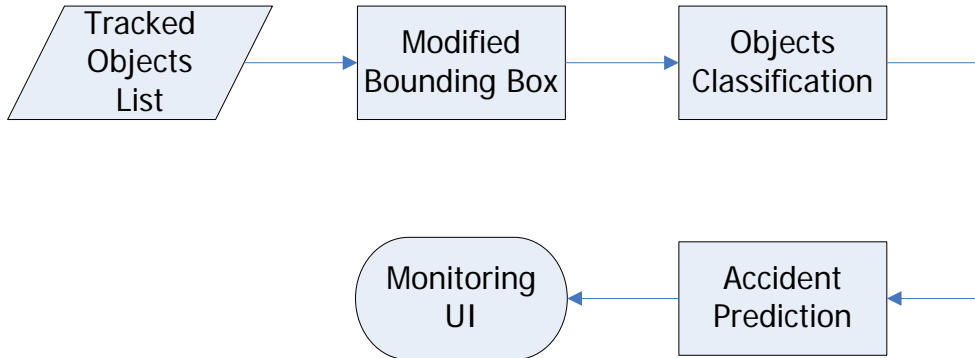 Tracked
Objects
List
Modified
Bounding Box
Objects
Classification
Accident
Prediction
Monitoring
UI